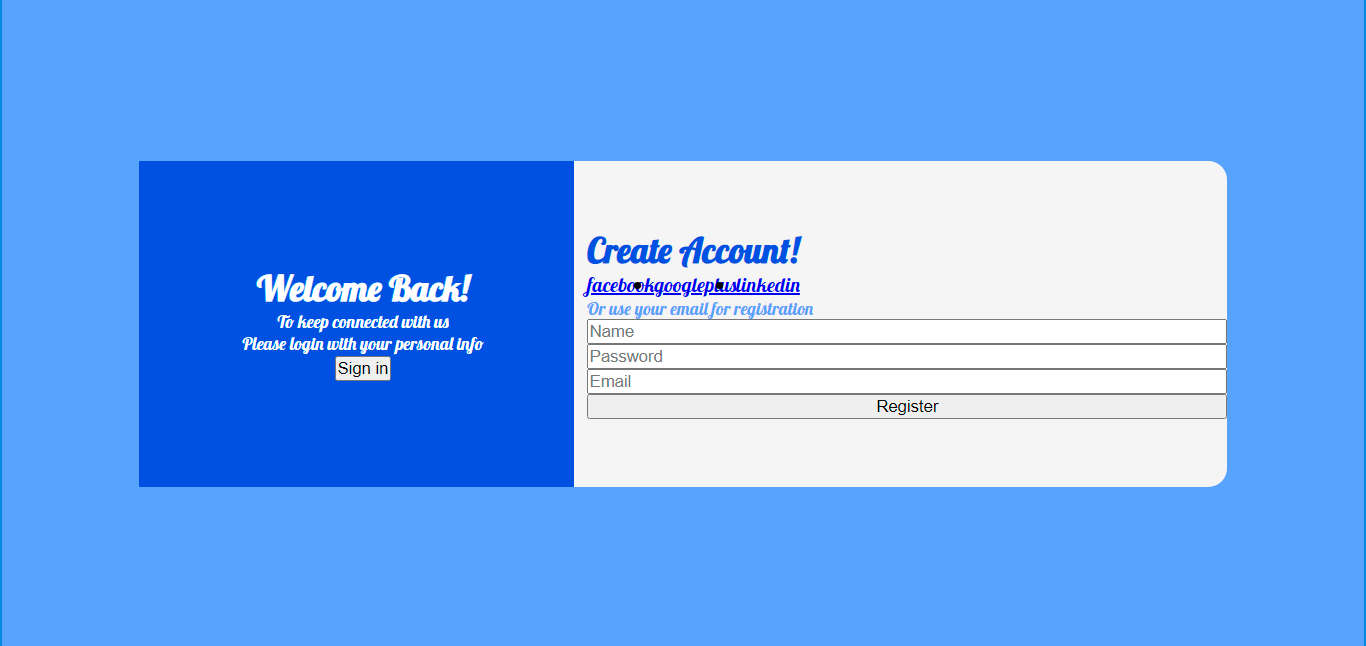 Welcome Back!
To keep connected with us
Please login with your personal info
Sign in
Create Account!
facebookgooglepluslinkedin
Or use your email for registration
Name
Password
Email
Register